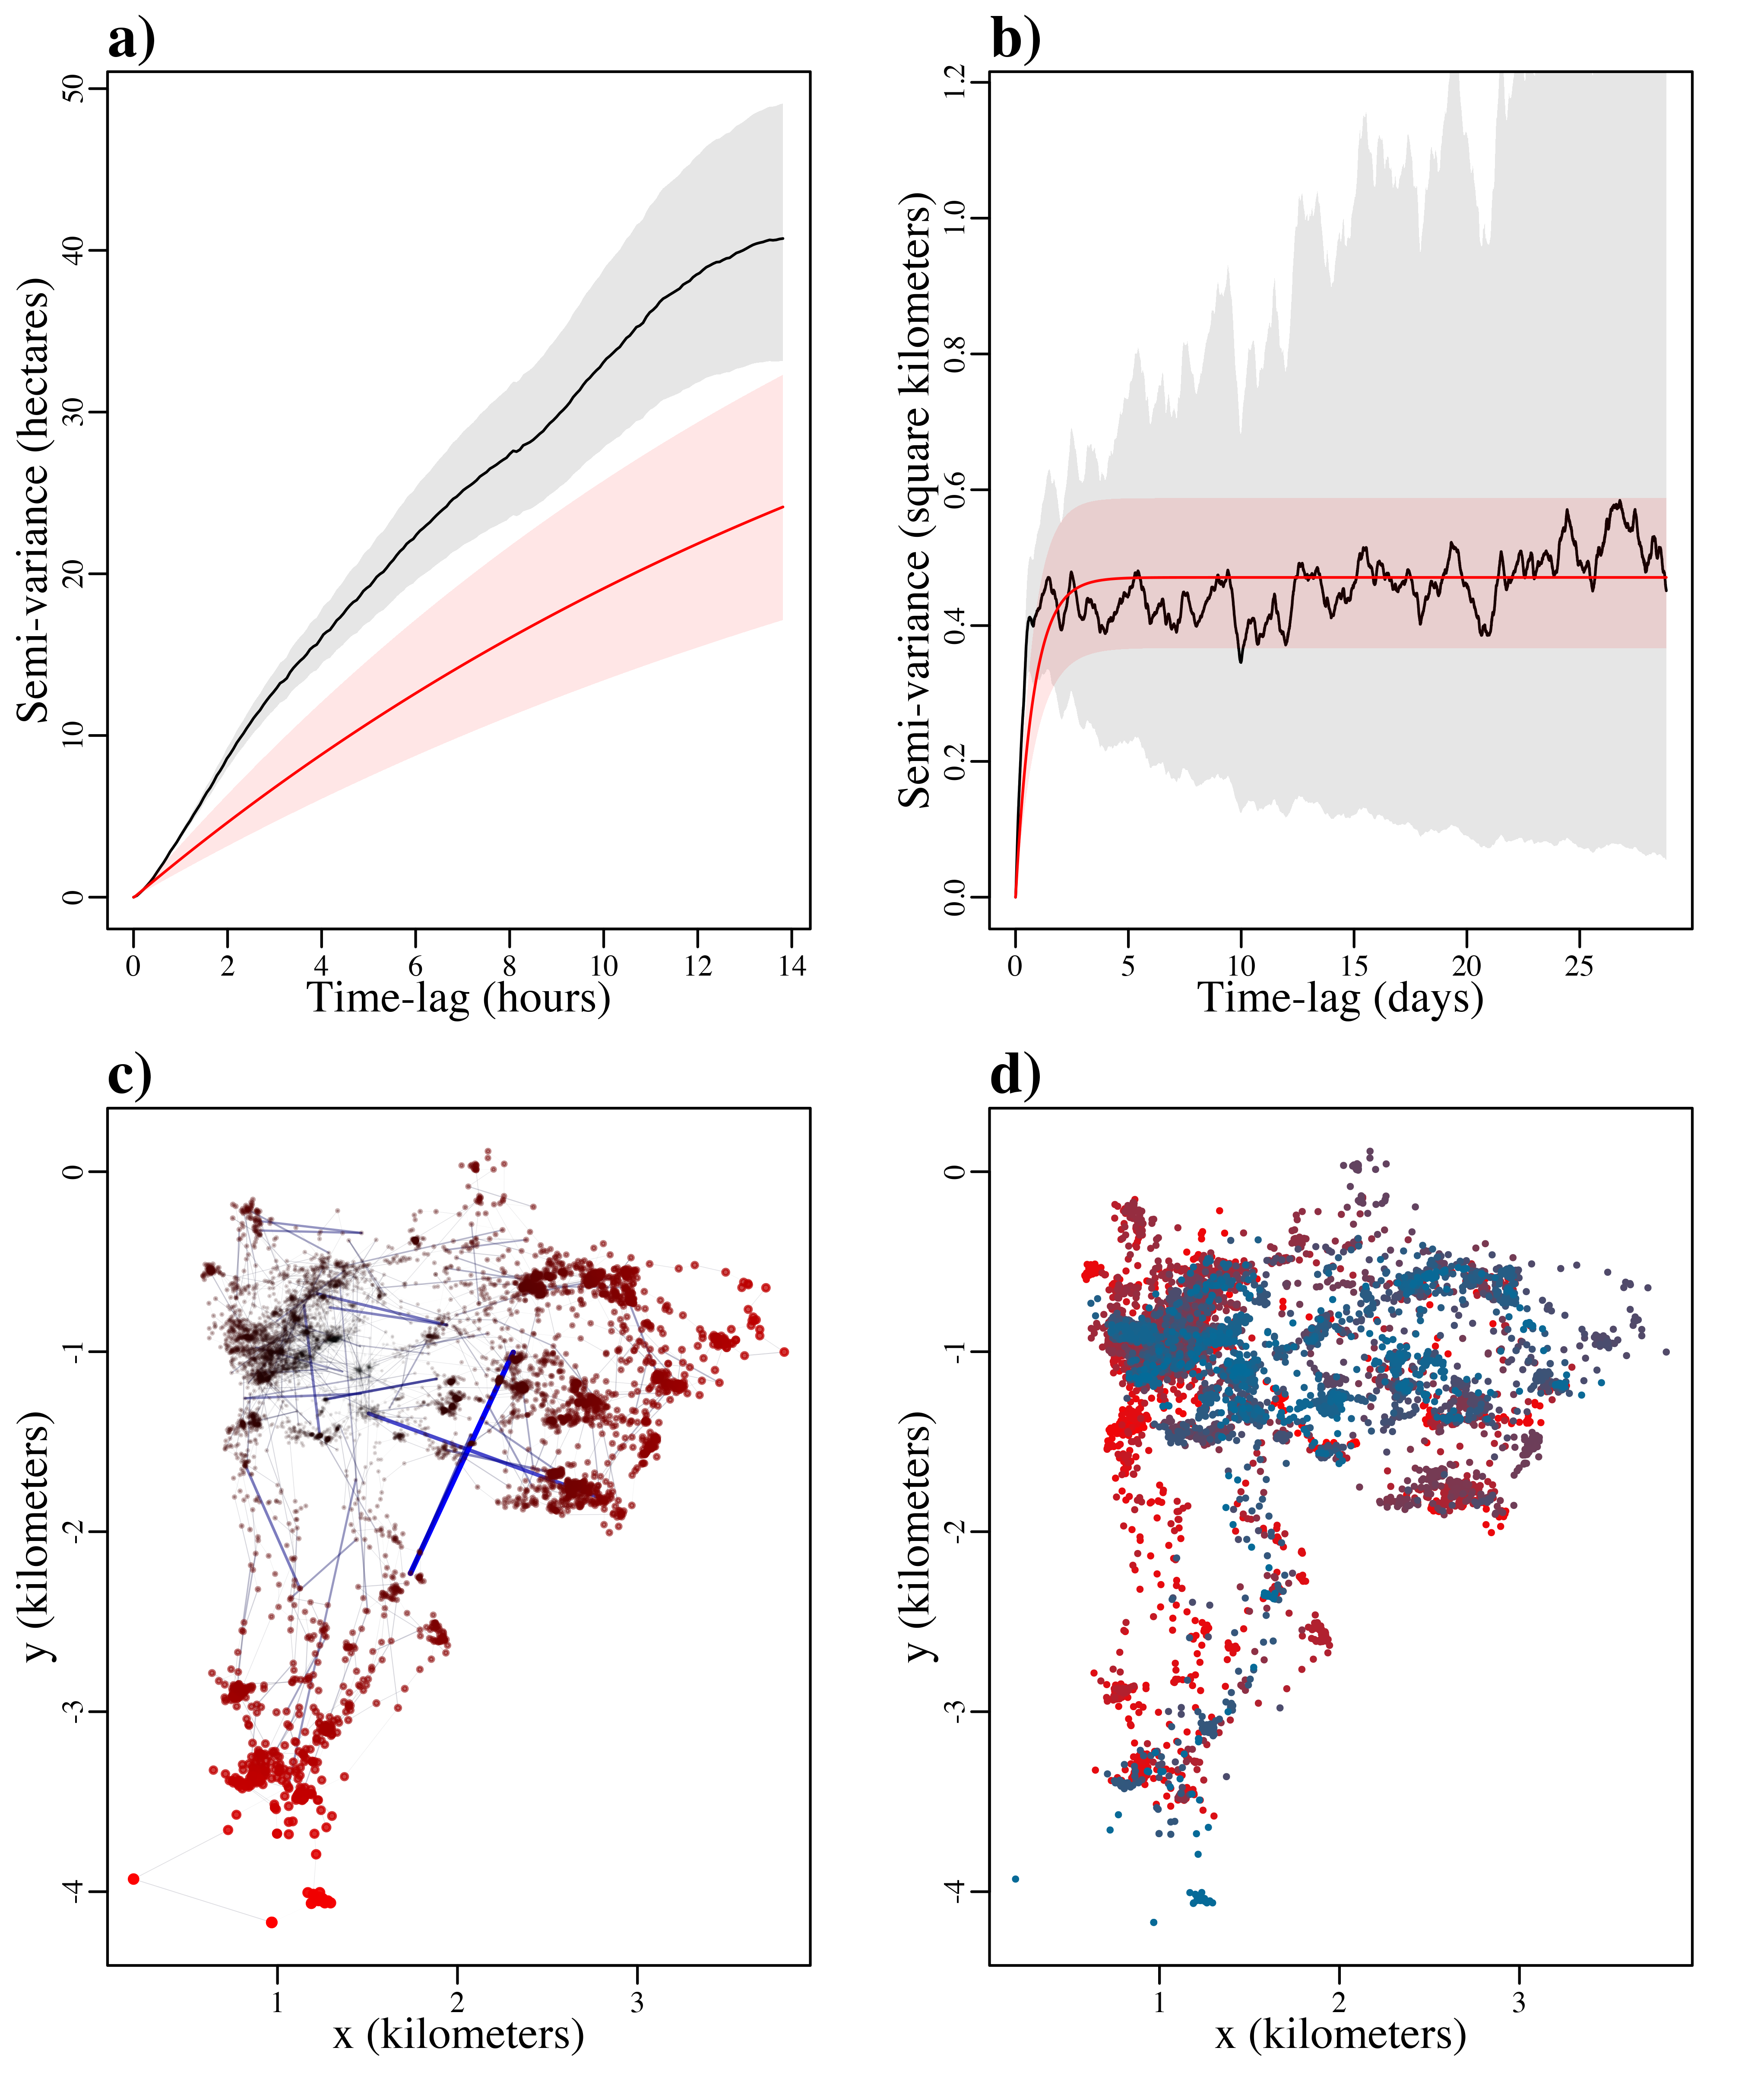 a)
Semi-variance (hectares)
50
40
30
20
10
0
0 2 4 6 8 10 12 14
Time-lag (hours)
b)
Semi-variance (square kilometers)
1.2
1.0
0.8
0.6
0.4
0.2
0.0
0 5 10 15 20 25
Time-lag (days)
c)
y (kilometers)
0
-1
-2
-3
-4
1 2 3
x (kilometers)
d)
y (kilometers)
0
-1
-2
-3
-4
1 2 3
x (kilometers)